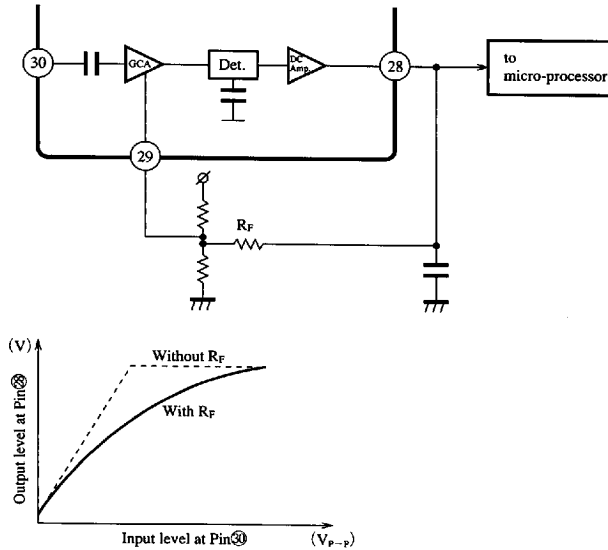 30
GCA
Det.
DC
Amp.
28
to
micro-processor
29
RF
(V)
Without RF
With RF
Output level at Pin㉘
Input level at Pin㉚
(VP-P)